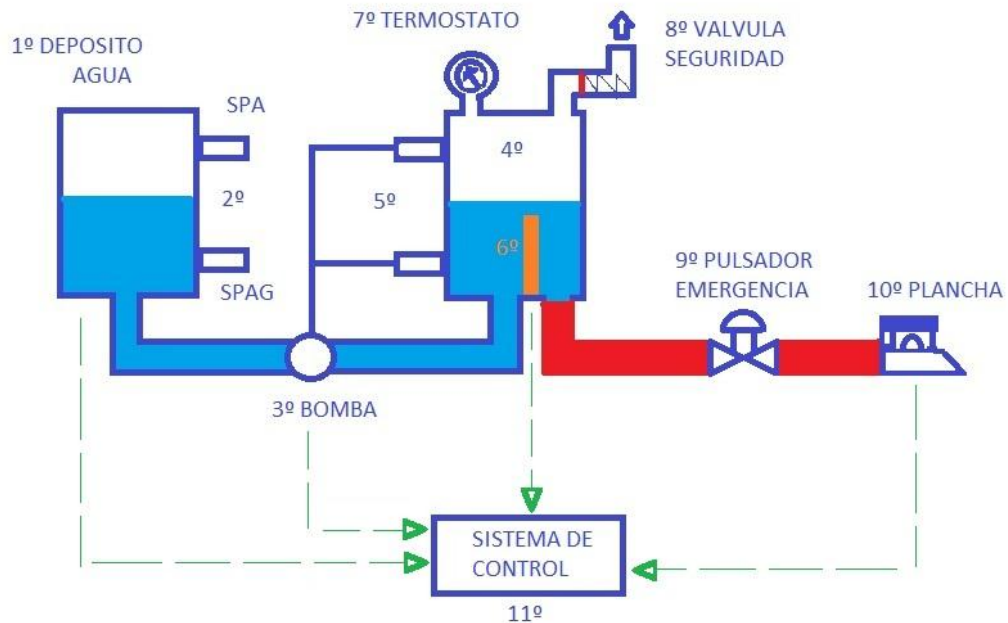 7º TERMOSTATO
1º DEPOSITO
AGUA
8º VALVULA
SEGURIDAD
SPA
4º
2º
5º
6º
SPAG
9º PULSADOR
EMERGENCIA
10º PLANCHA
3º BOMBA
SISTEMA DE
CONTROL
11º